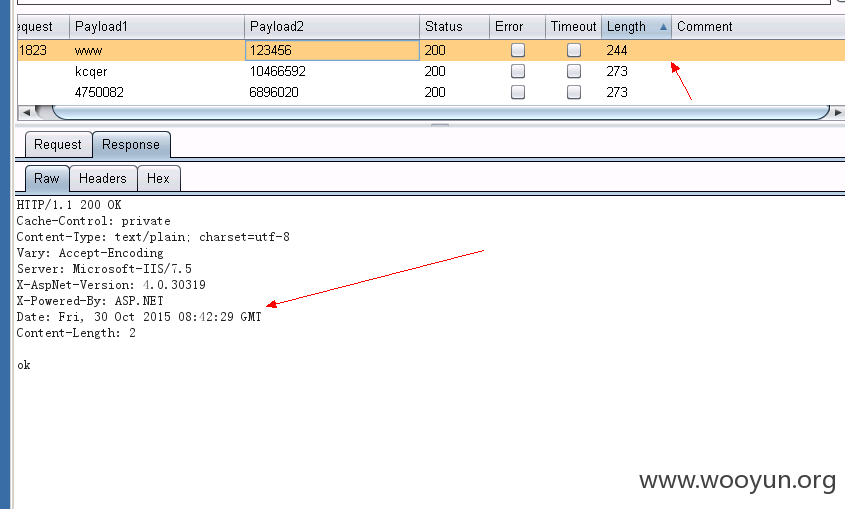 equest Payload1 Payload2 Status Error Timeout Length Comment
1823 www 123456 200 244
kcqer 10466592 200 273
4750082 6896020 200 273
Request Response
Raw Headers Hex
HTTP/1.1 200 OK
Cache-Control: private
Content-Type: text/plain; charset=utf-8
Vary: Accept-Encoding
Server: Microsoft-IIS/7.5
X-AspNet-Version: 4.0.30319
X-Powered-By: ASP.NET
Date: Fri, 30 Oct 2015 08:42:29 GMT
Content-Length: 2
ok
www.wooyun.org